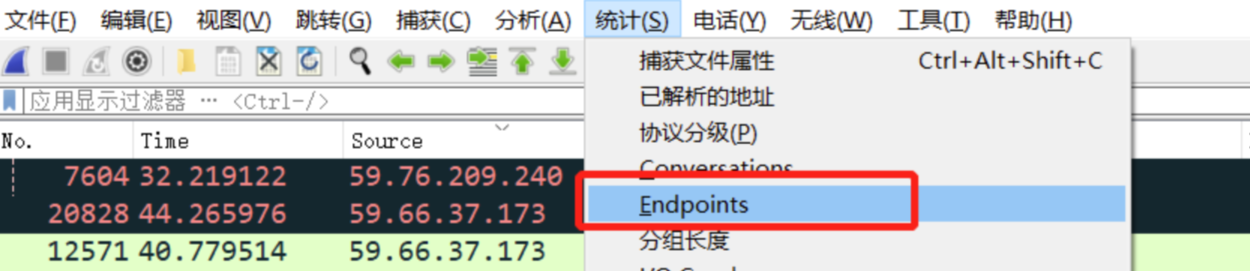 文件(F) 编辑(E) 视图(V) 跳转(G) 捕获(C) 分析(A) 统计(S) 电话(Y) 无线(W) 工具(T) 帮助(H)
捕获文件属性 Ctrl+Alt+Shift+C
应用显示过滤器 … <Ctrl-/>
已解析的地址
No. Time Source
协议分级(P)
Conversations
7604 32.219122 59.76.209.240
Endpoints
20828 44.265976 59.66.37.173
分组长度
12571 40.779514 59.66.37.173